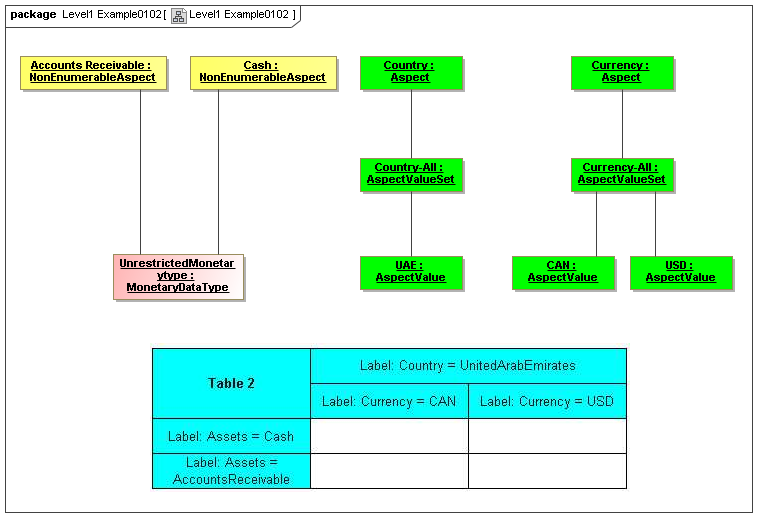 package Level1 Example0102 [ Level1 Example0102 ]
Accounts Receivable :
NonEnumerableAspect
Cash :
NonEnumerableAspect
Country :
Aspect
Currency :
Aspect
Country-All :
AspectValueSet
Currency-All :
AspectValueSet
UnrestrictedMonetar
ytype :
MonetaryDataType
UAE :
AspectValue
CAN :
AspectValue
USD :
AspectValue
Table 2
Label: Country = UnitedArabEmirates
Label: Currency = CAN
Label: Currency = USD
Label: Assets = Cash
Label: Assets =
AccountsReceivable